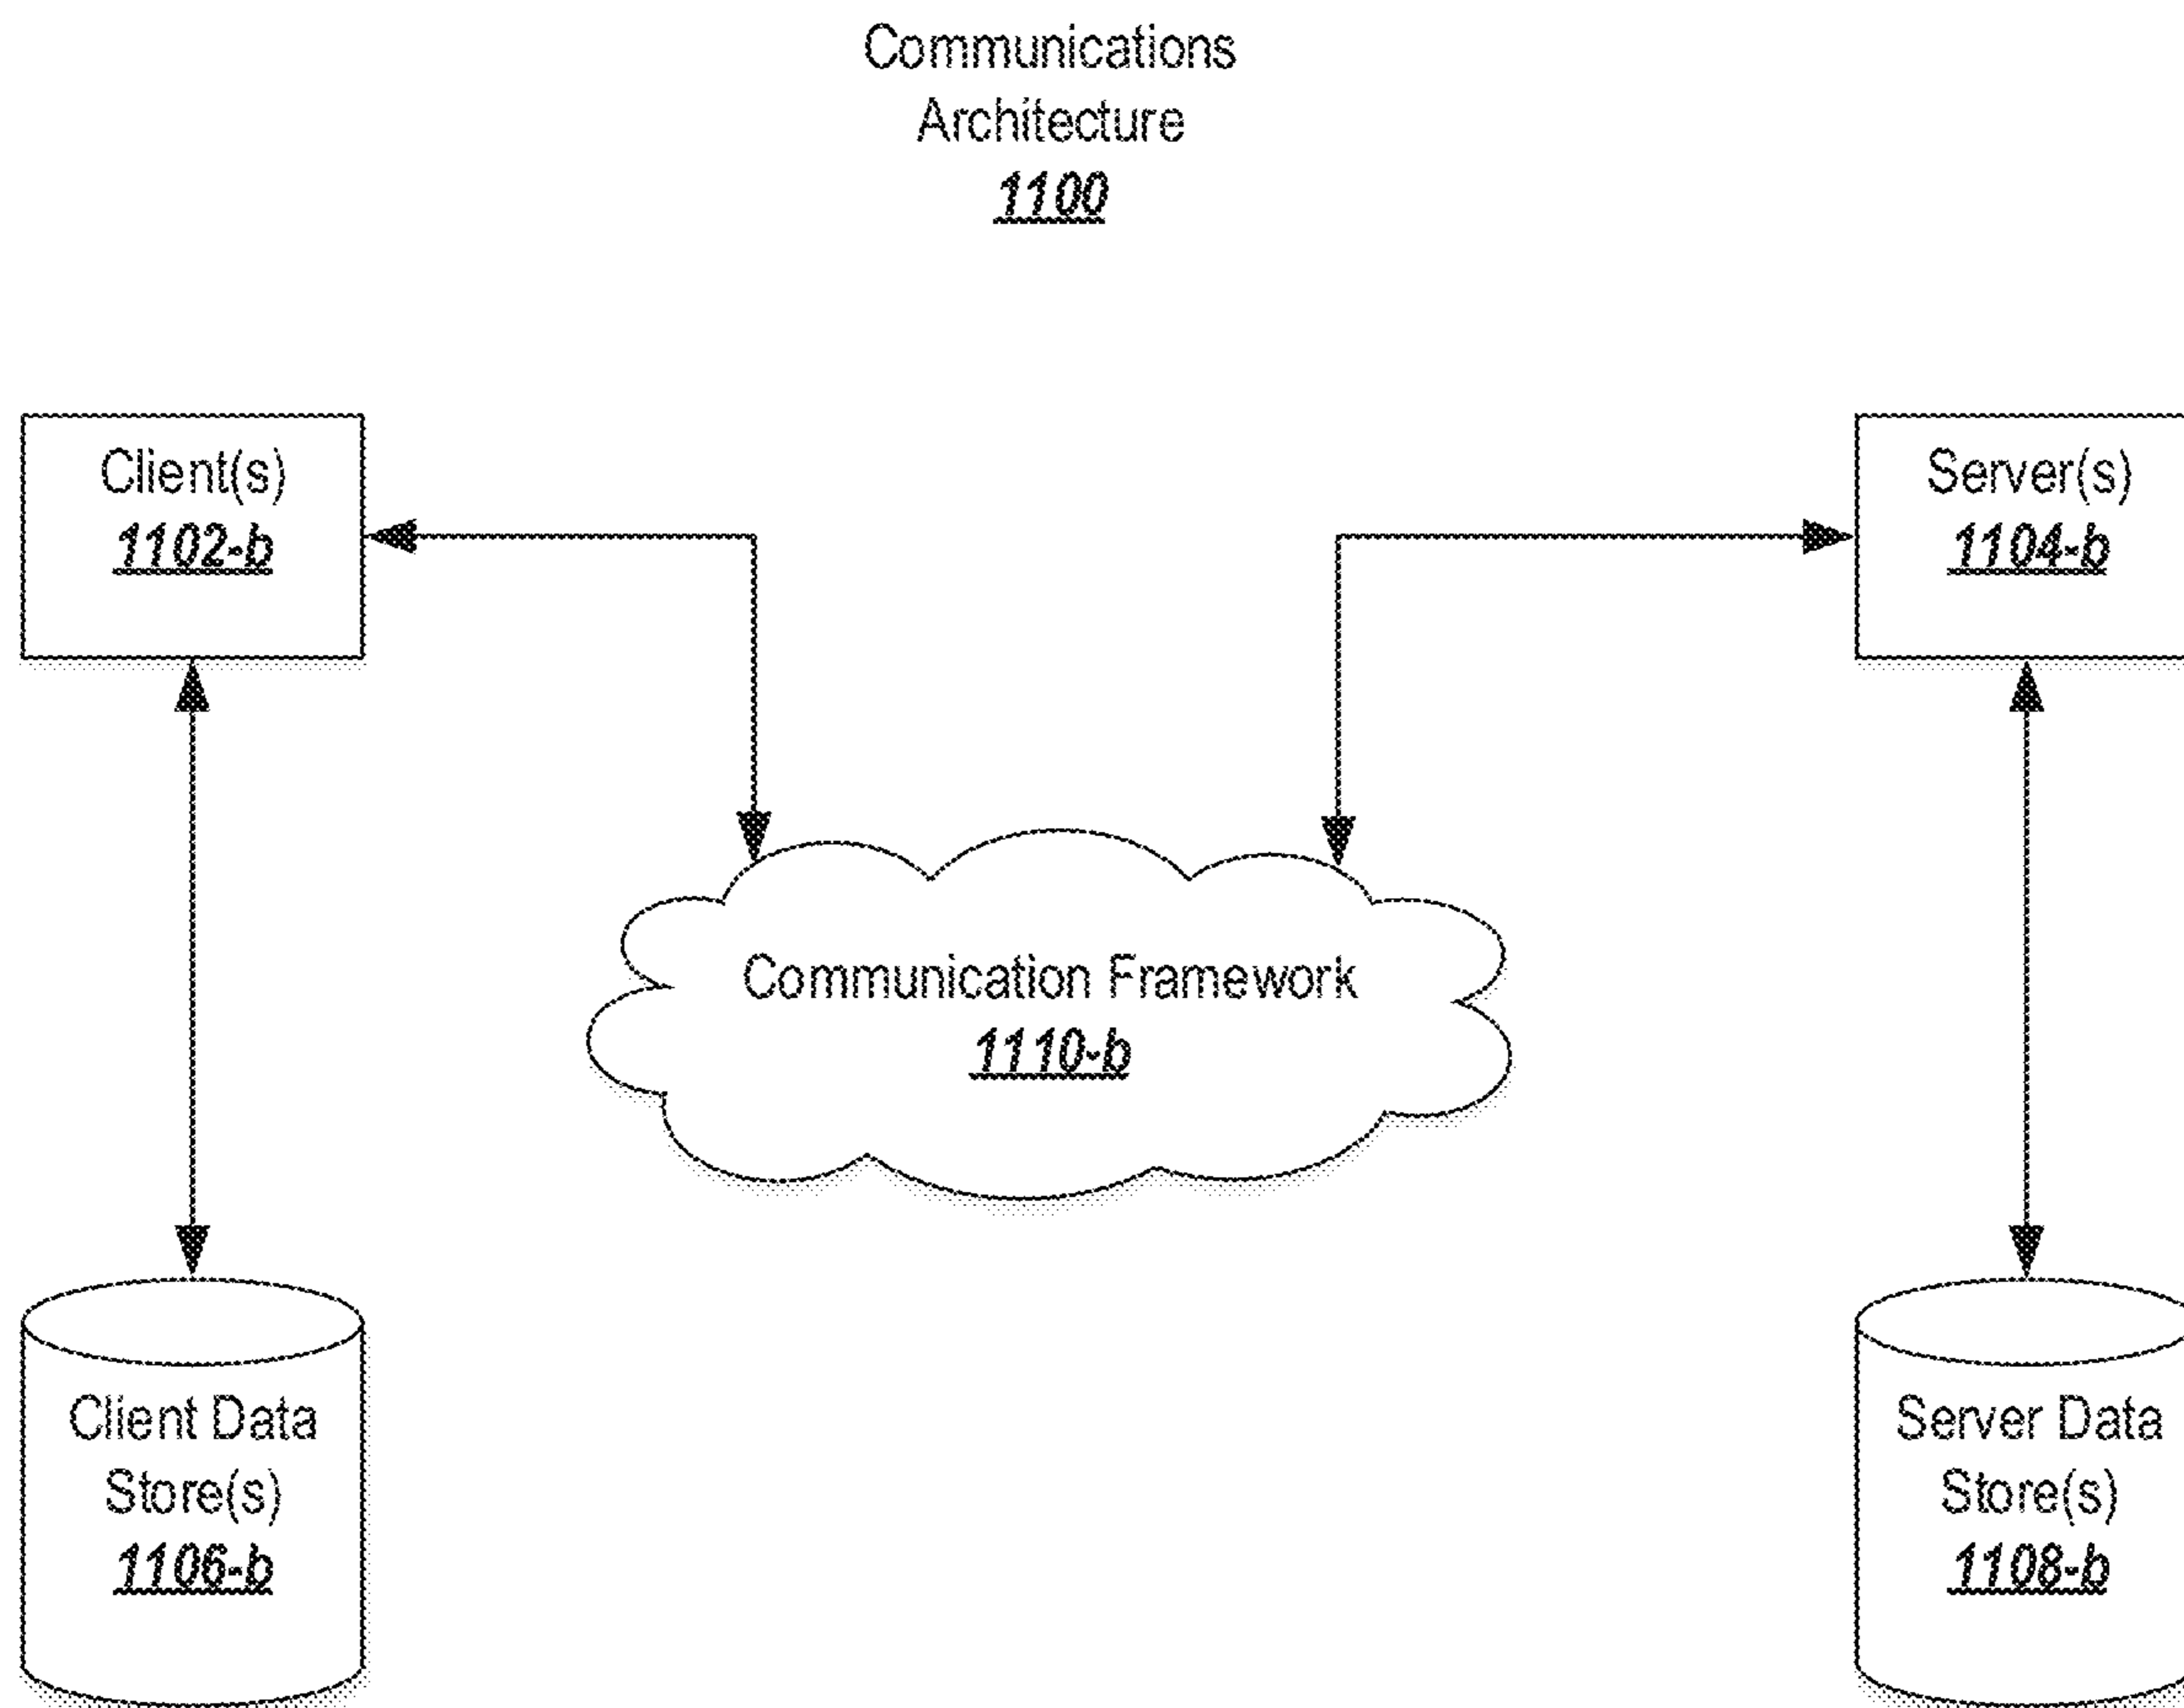 Communications
Architecture
1100
Client(s)
1102-b
Server(s)
1104-b
Communication Framework
1110-b
Client Data
Store(s)
1106-b
Server Data
Store(s)
1108-b